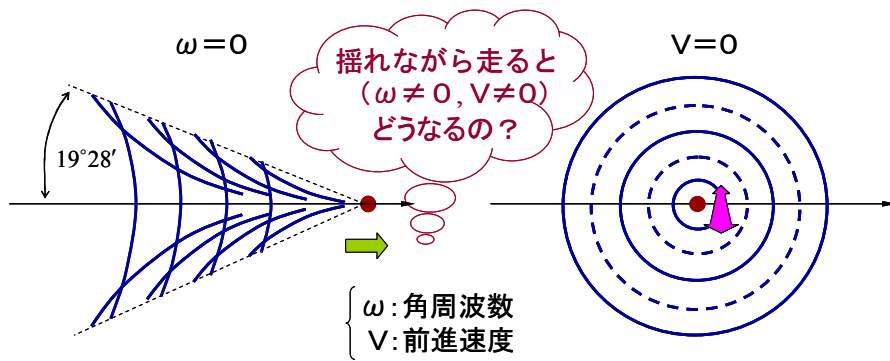 ω=0
揺れながら走ると
(ω≠0,V≠0)
どうなるの?
V=0
19°28′
ω:角周波数
V:前進速度